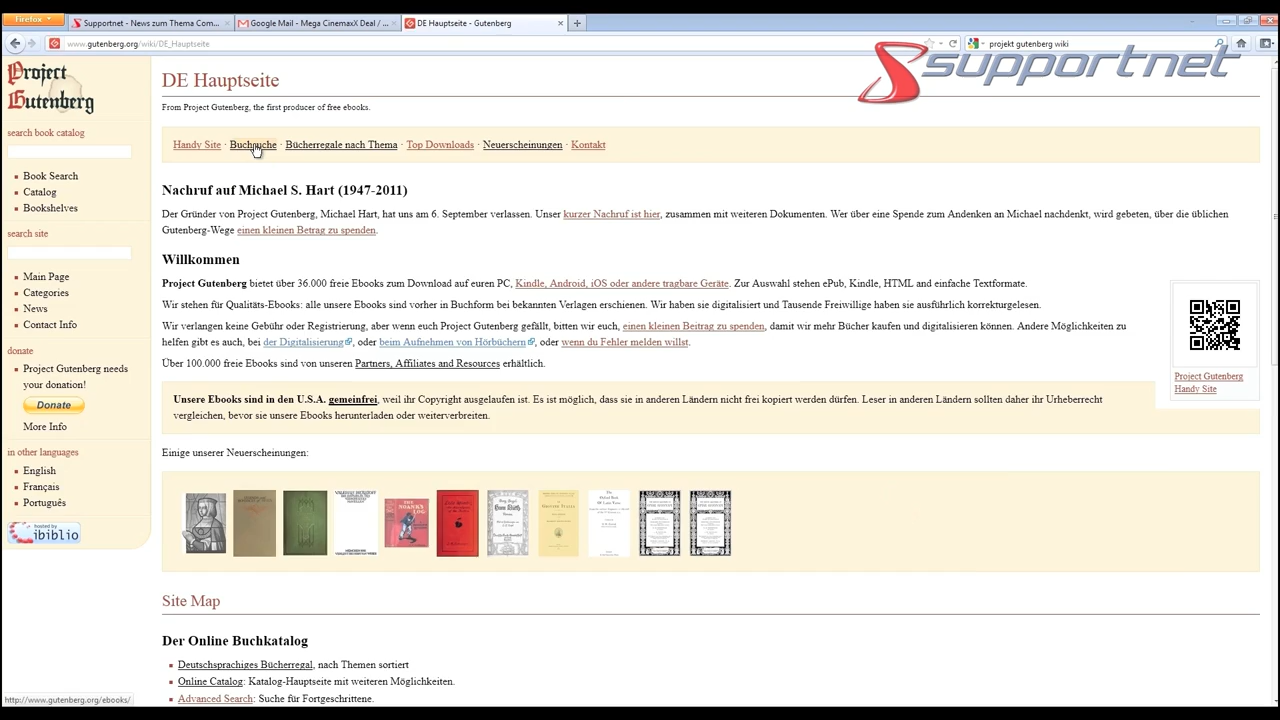 Firefox
Supportnet - News zum Thema Com...
Google Mail - Mega CinemaxX Deal / ...
DE Hauptseite - Gutenberg
www.gutenberg.org/wiki/DE_Hauptseite
projekt gutenberg wiki
supportnet
Project
Gutenberg
search book catalog
Book Search
Catalog
Bookshelves
search site
Main Page
Categories
News
Contact Info
donate
Project Gutenberg needs
your donation!
Donate
More Info
in other languages
English
Français
Português
hosted by
ibiblio
DE Hauptseite
From Project Gutenberg, the first producer of free ebooks.
Handy Site · Buchsuche · Bücherregale nach Thema · Top Downloads · Neuerscheinungen · Kontakt
Nachruf auf Michael S. Hart (1947-2011)
Der Gründer von Project Gutenberg, Michael Hart, hat uns am 6. September verlassen. Unser kurzer Nachruf ist hier, zusammen mit weiteren Dokumenten. Wer über eine Spende zum Andenken an Michael nachdenkt, wird gebeten, über die üblichen
Gutenberg-Wege einen kleinen Betrag zu spenden.
Willkommen
Project Gutenberg bietet über 36.000 freie Ebooks zum Download auf euren PC, Kindle, Android, iOS oder andere tragbare Geräte. Zur Auswahl stehen ePub, Kindle, HTML and einfache Textformate.
Wir stehen für Qualitäts-Ebooks: alle unsere Ebooks sind vorher in Buchform bei bekannten Verlagen erschienen. Wir haben sie digitalisiert und Tausende Freiwillige haben sie ausführlich korrekturgelesen.
Wir verlangen keine Gebühr oder Registrierung, aber wenn euch Project Gutenberg gefällt, bitten wir euch, einen kleinen Beitrag zu spenden, damit wir mehr Bücher kaufen und digitalisieren können. Andere Möglichkeiten zu
helfen gibt es auch, bei der Digitalisierung, oder beim Aufnehmen von Hörbüchern, oder wenn du Fehler melden willst.
Über 100.000 freie Ebooks sind von unseren Partners, Affiliates and Resources erhältlich.
Project Gutenberg
Handy Site
Unsere Ebooks sind in den U.S.A. gemeinfrei, weil ihr Copyright ausgelaufen ist. Es ist möglich, dass sie in anderen Ländern nicht frei kopiert werden dürfen. Leser in anderen Ländern sollten daher ihr Urheberrecht
vergleichen, bevor sie unsere Ebooks herunterladen oder weiterverbreiten.
Einige unserer Neuerscheinungen:
Site Map
Der Online Buchkatalog
Deutschsprachiges Bücherregal, nach Themen sortiert
Online Catalog: Katalog-Hauptseite mit weiteren Möglichkeiten.
Advanced Search: Suche für Fortgeschrittene.
http://www.gutenberg.org/ebooks/